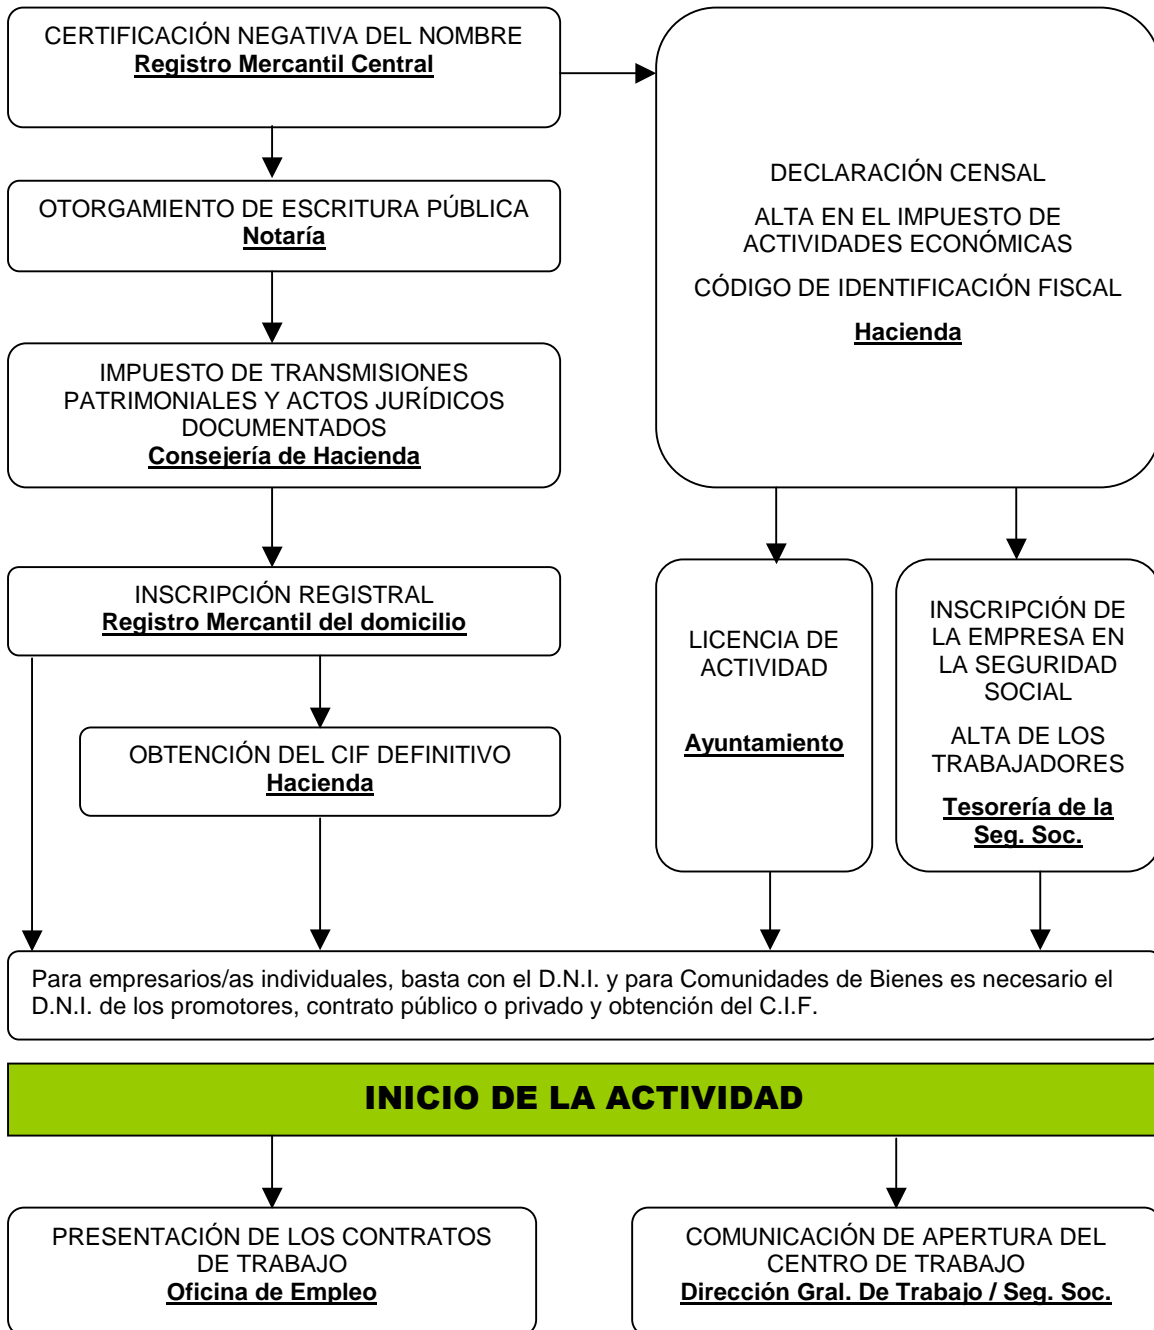 CERTIFICACIÓN NEGATIVA DEL NOMBRE
Registro Mercantil Central
OTORGAMIENTO DE ESCRITURA PÚBLICA
Notaría
IMPUESTO DE TRANSMISIONES
PATRIMONIALES Y ACTOS JURÍDICOS
DOCUMENTADOS
Consejería de Hacienda
INSCRIPCIÓN REGISTRAL
Registro Mercantil del domicilio
OBTENCIÓN DEL CIF DEFINITIVO
Hacienda
DECLARACIÓN CENSAL
ALTA EN EL IMPUESTO DE
ACTIVIDADES ECONÓMICAS
CÓDIGO DE IDENTIFICACIÓN FISCAL
Hacienda
LICENCIA DE
ACTIVIDAD
Ayuntamiento
INSCRIPCIÓN DE
LA EMPRESA EN
LA SEGURIDAD
SOCIAL
ALTA DE LOS
TRABAJADORES
Tesorería de la
Seg. Soc.
Para empresarios/as individuales, basta con el D.N.I. y para Comunidades de Bienes es necesario el
D.N.I. de los promotores, contrato público o privado y obtención del C.I.F.
INICIO DE LA ACTIVIDAD
PRESENTACIÓN DE LOS CONTRATOS
DE TRABAJO
Oficina de Empleo
COMUNICACIÓN DE APERTURA DEL
CENTRO DE TRABAJO
Dirección Gral. De Trabajo / Seg. Soc.